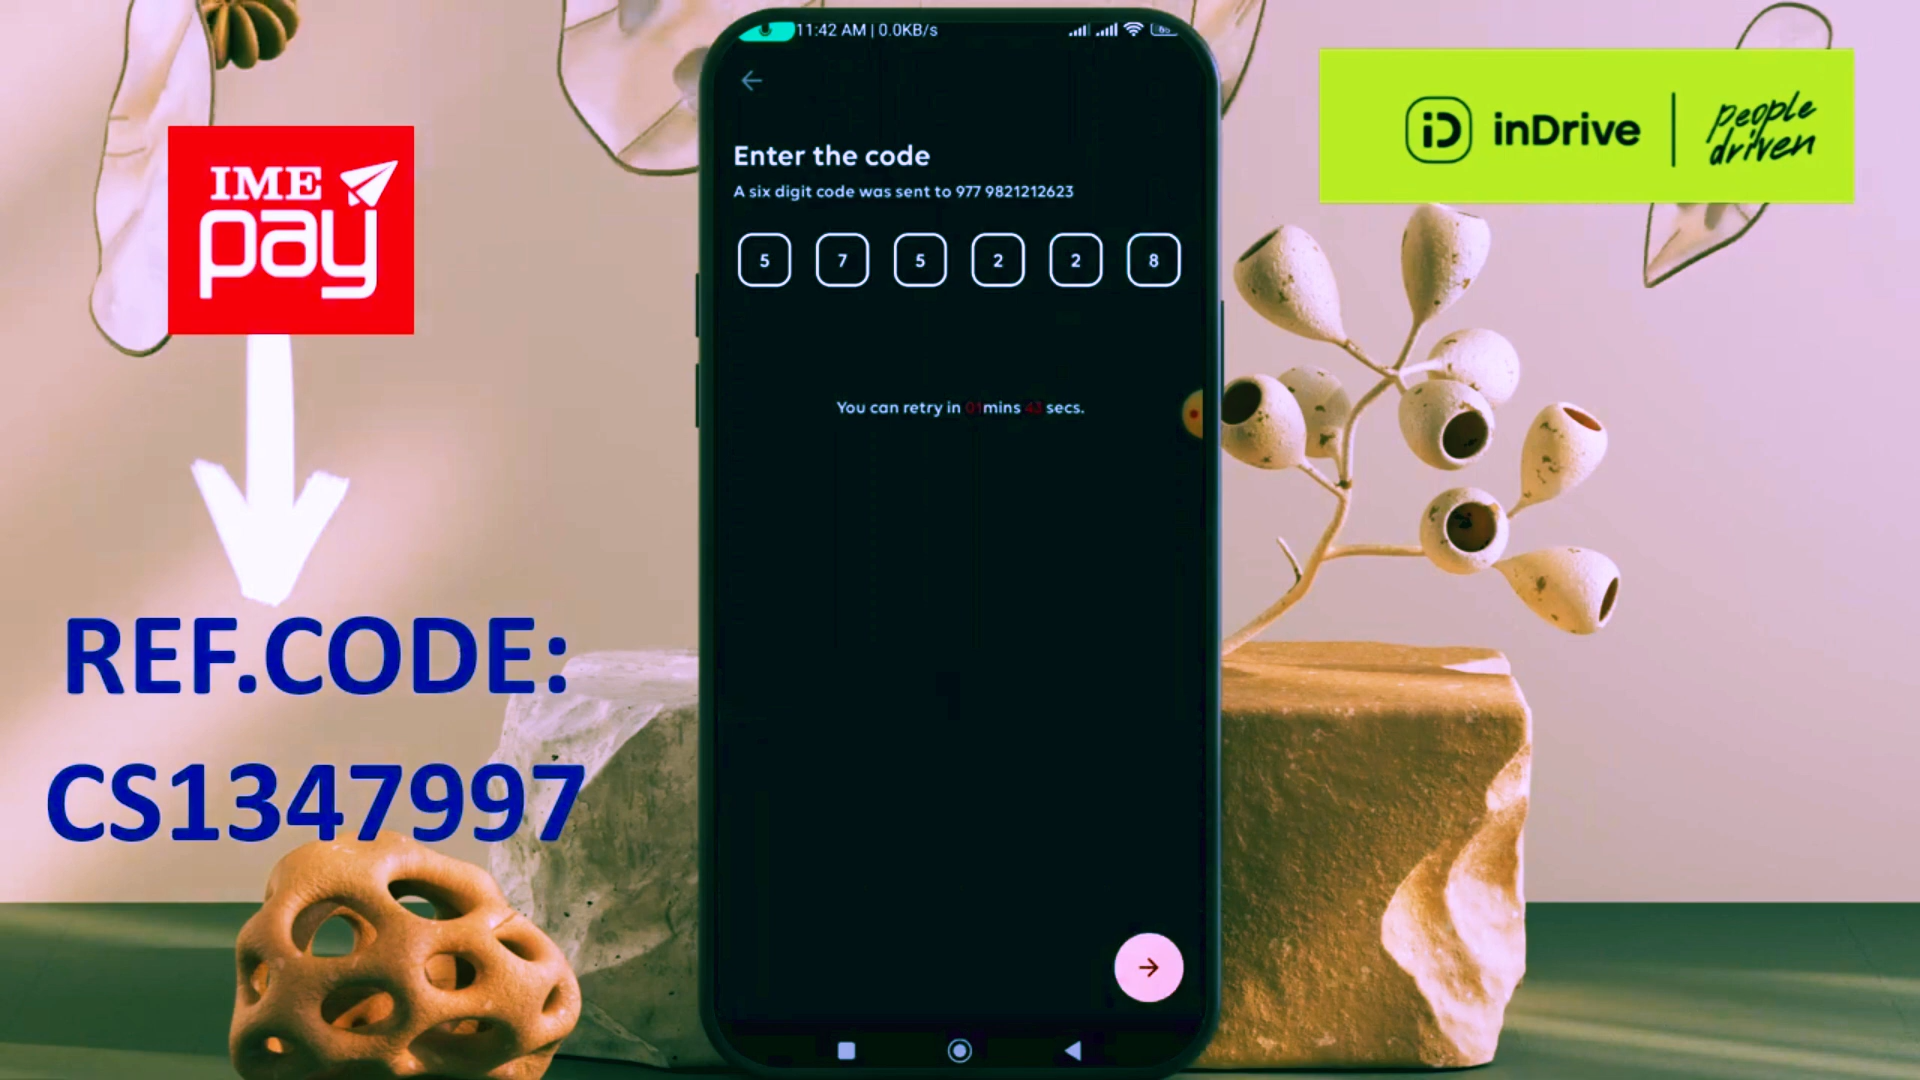 11:42 AM | 0.0KB/s
IME
pay
inDrive
people
driven
Enter the code
A six digit code was sent to 977 9821212623
5 7 5 2 2 8
You can retry in 01mins 43 secs.
REF.CODE:
CS1347997